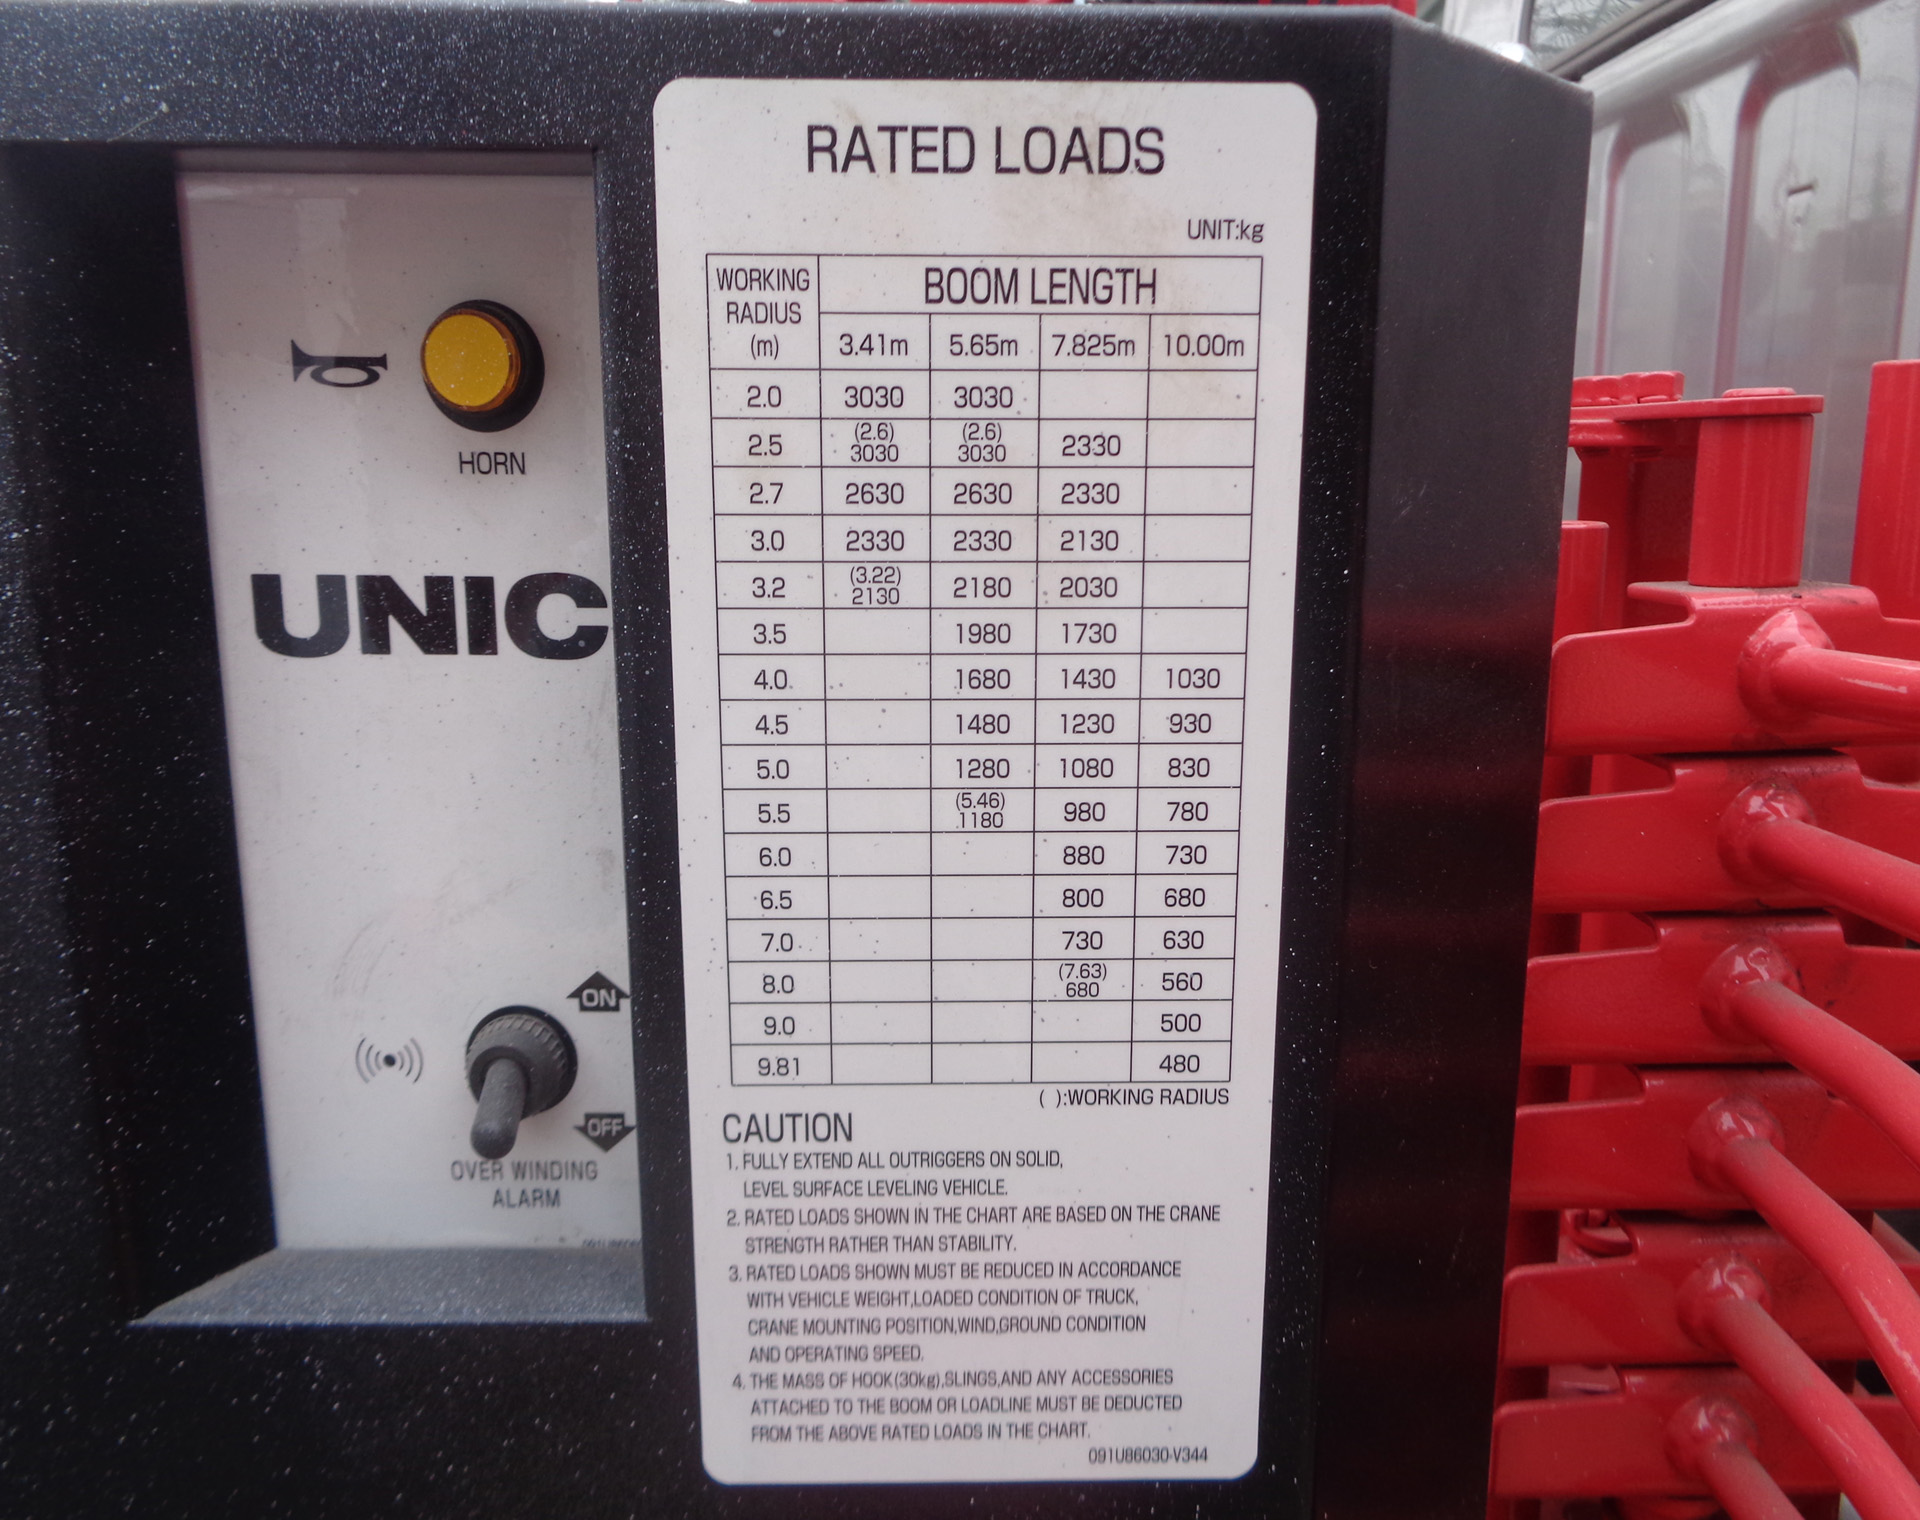 RATED LOADS
UNIT:kg
WORKING RADIUS (m) BOOM LENGTH
3.41m 5.65m 7.825m 10.00m
2.0 3030 3030
2.5 (2.6) 3030 (2.6) 3030 2330
2.7 2630 2630 2330
3.0 2330 2330 2130
3.2 (3.22) 2130 2180 2030
3.5 1980 1730
4.0 1680 1430 1030
4.5 1480 1230 930
5.0 1280 1080 830
5.5 (5.46) 1180 980 780
6.0 880 730
6.5 800 680
7.0 730 630
8.0 (7.63) 680 560
9.0 500
9.81 480
( ):WORKING RADIUS
CAUTION
1. FULLY EXTEND ALL OUTRIGGERS ON SOLID,
LEVEL SURFACE LEVELING VEHICLE.
2. RATED LOADS SHOWN IN THE CHART ARE BASED ON THE CRANE
STRENGTH RATHER THAN STABILITY.
3. RATED LOADS SHOWN MUST BE REDUCED IN ACCORDANCE
WITH VEHICLE WEIGHT,LOADED CONDITION OF TRUCK,
CRANE MOUNTING POSITION,WIND,GROUND CONDITION
AND OPERATING SPEED.
4. THE MASS OF HOOK(30kg),SLINGS,AND ANY ACCESSORIES
ATTACHED TO THE BOOM OR LOADLINE MUST BE DEDUCTED
FROM THE ABOVE RATED LOADS IN THE CHART.
091U86030-V344
HORN
UNIC
ON
OFF
OVER WINDING
ALARM